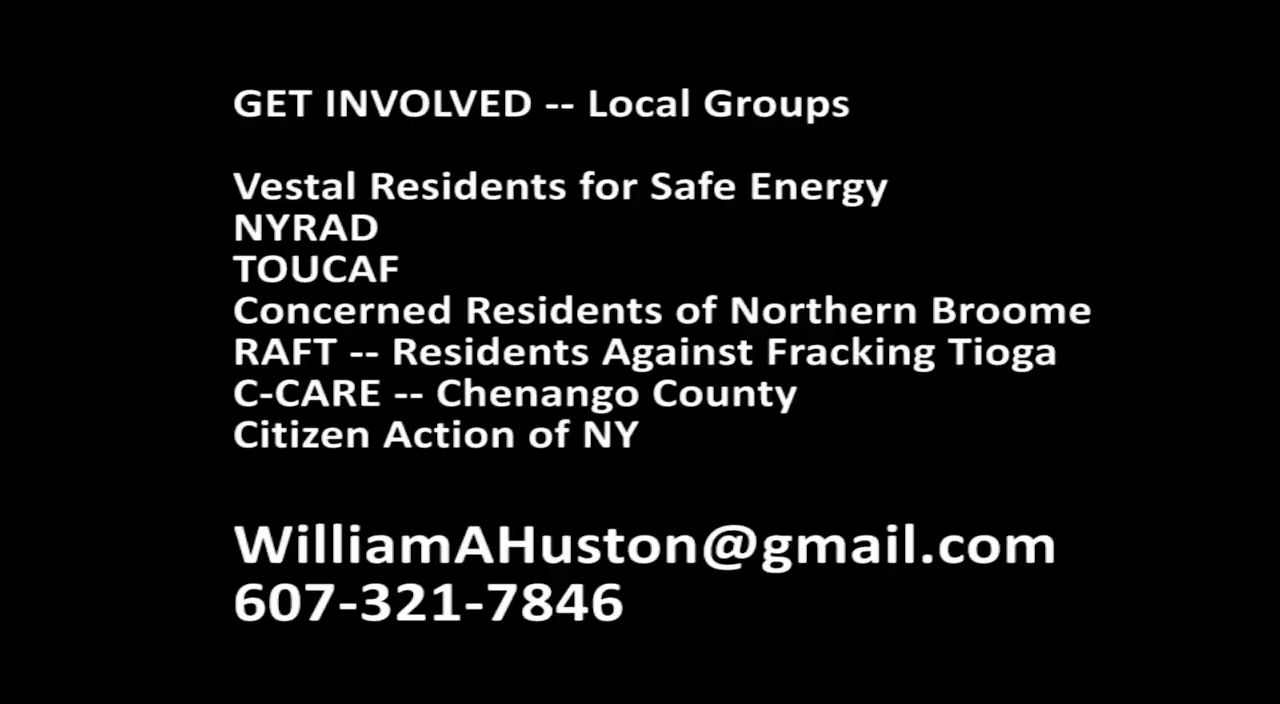 GET INVOLVED -- Local Groups
Vestal Residents for Safe Energy
NYRAD
TOUCAF
Concerned Residents of Northern Broome
RAFT -- Residents Against Fracking Tioga
C-CARE -- Chenango County
Citizen Action of NY
WilliamAHuston@gmail.com
607-321-7846